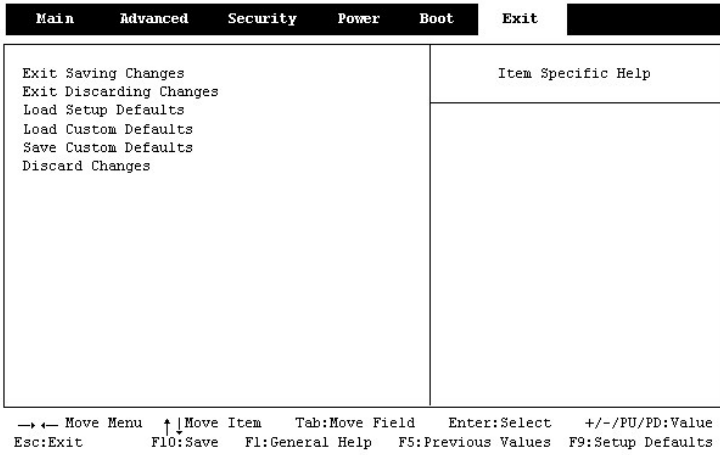 Main Advanced Security Power Boot Exit
Exit Saving Changes
Exit Discarding Changes
Load Setup Defaults
Load Custom Defaults
Save Custom Defaults
Discard Changes
Item Specific Help
→ ← Move Menu ↑ ↓ Move Item Tab:Move Field Enter:Select +/-/PU/PD:Value
Esc:Exit F10:Save F1:General Help F5:Previous Values F9:Setup Defaults